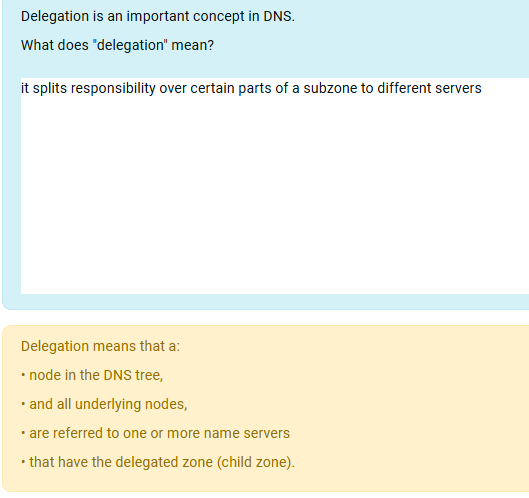 Delegation is an important concept in DNS.
What does "delegation" mean?
it splits responsibility over certain parts of a subzone to different servers
Delegation means that a:
• node in the DNS tree,
• and all underlying nodes,
• are referred to one or more name servers
• that have the delegated zone (child zone).